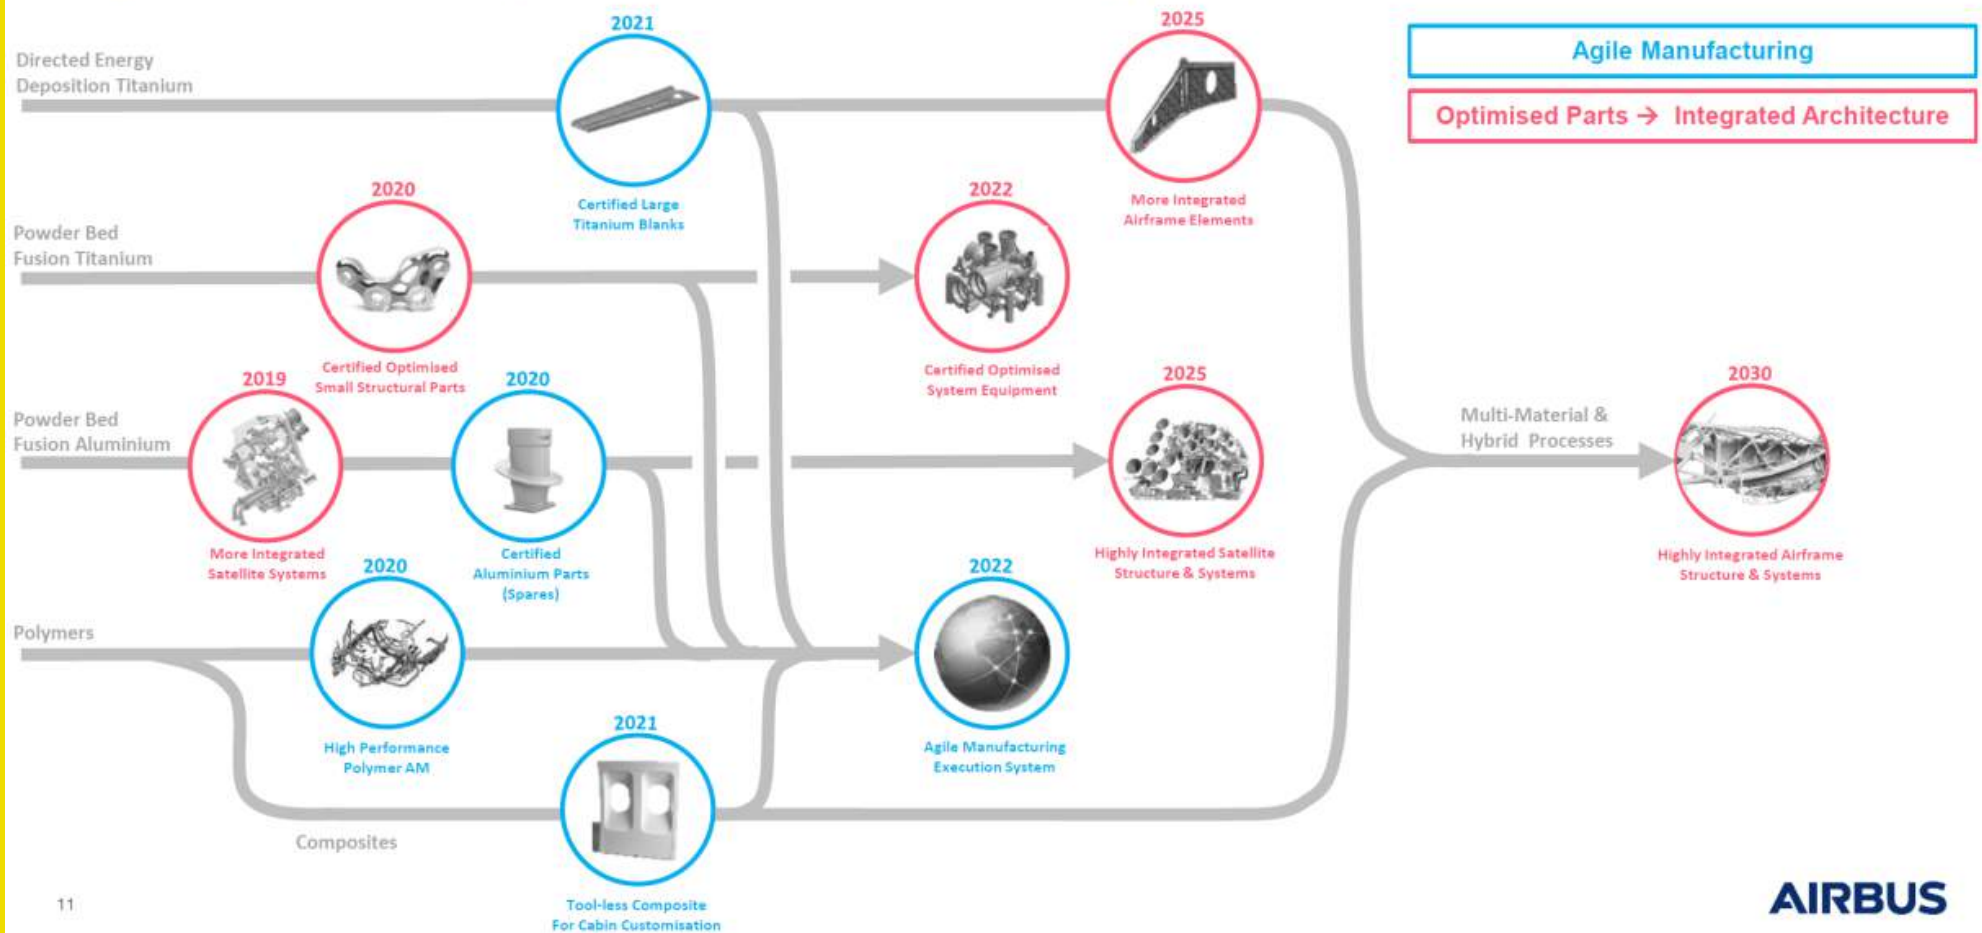 2021
2025
Agile Manufacturing
Directed Energy
Deposition Titanium
Optimised Parts → Integrated Architecture
Certified Large
Titanium Blanks
More Integrated
Airframe Elements
2020
2022
Powder Bed
Fusion Titanium
Certified Optimised
Small Structural Parts
Certified Optimised
System Equipment
2019
2020
2025
2030
Powder Bed
Fusion Aluminium
Multi-Material &
Hybrid Processes
More Integrated
Satellite Systems
Certified
Aluminium Parts
(Spares)
Highly Integrated Satellite
Structure & Systems
Highly Integrated Airframe
Structure & Systems
2020
2022
Polymers
High Performance
Polymer AM
Agile Manufacturing
Execution System
2021
Composites
Tool-less Composite
For Cabin Customisation
11
AIRBUS